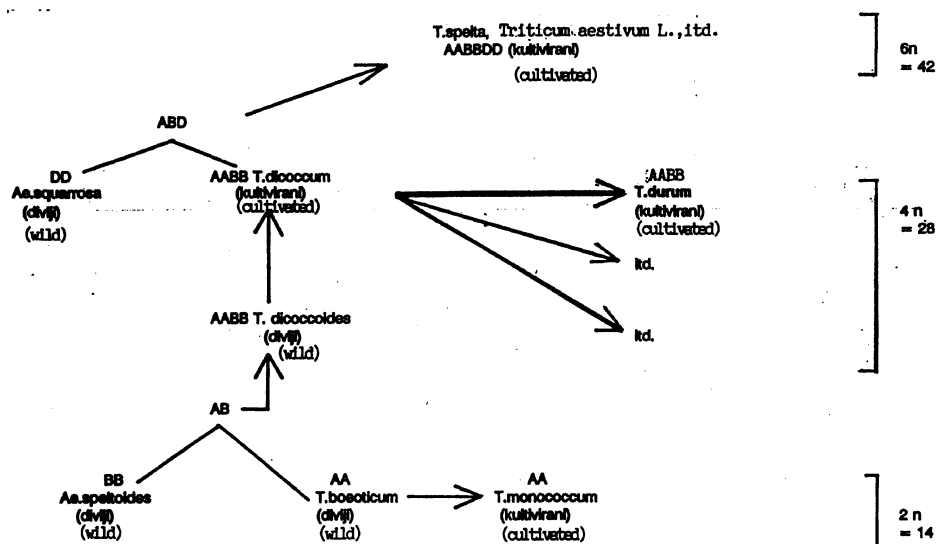 T.spelta, Triticum aestivum L.,itd.
AABBDD (kultivirani)
(cultivated)
6n
= 42
ABD
DD
Ae.squarrosa
(divlji)
(wild)
AABB T.dicoccum
(kultivirani)
(cultivated)
AABB
T.durum
(kultivirani)
(cultivated)
itd.
itd.
4 n
= 28
AABB T. dicoccoides
(divlji)
(wild)
AB
BB
Ae.speltoides
(divlji)
(wild)
AA
T.boeoticum
(divlji)
(wild)
AA
T.monococcum
(kultivirani)
(cultivated)
2 n
= 14